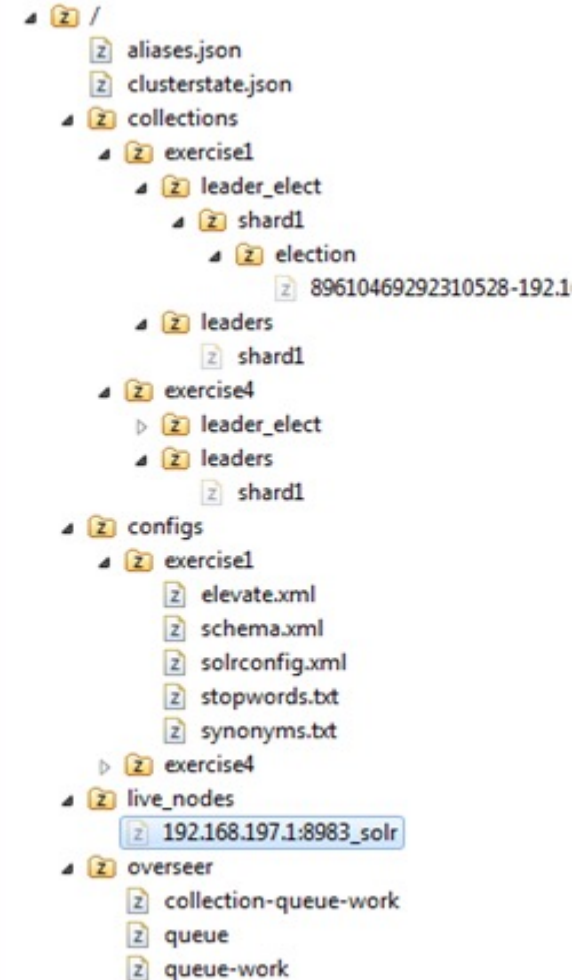 /
aliases.json
clusterstate.json
collections
exercise1
leader_elect
shard1
election
89610469292310528-192.1
leaders
shard1
exercise4
leader_elect
leaders
shard1
configs
exercise1
elevate.xml
schema.xml
solrconfig.xml
stopwords.txt
synonyms.txt
exercise4
live_nodes
192.168.197.1:8983_solr
overseer
collection-queue-work
queue
queue-work